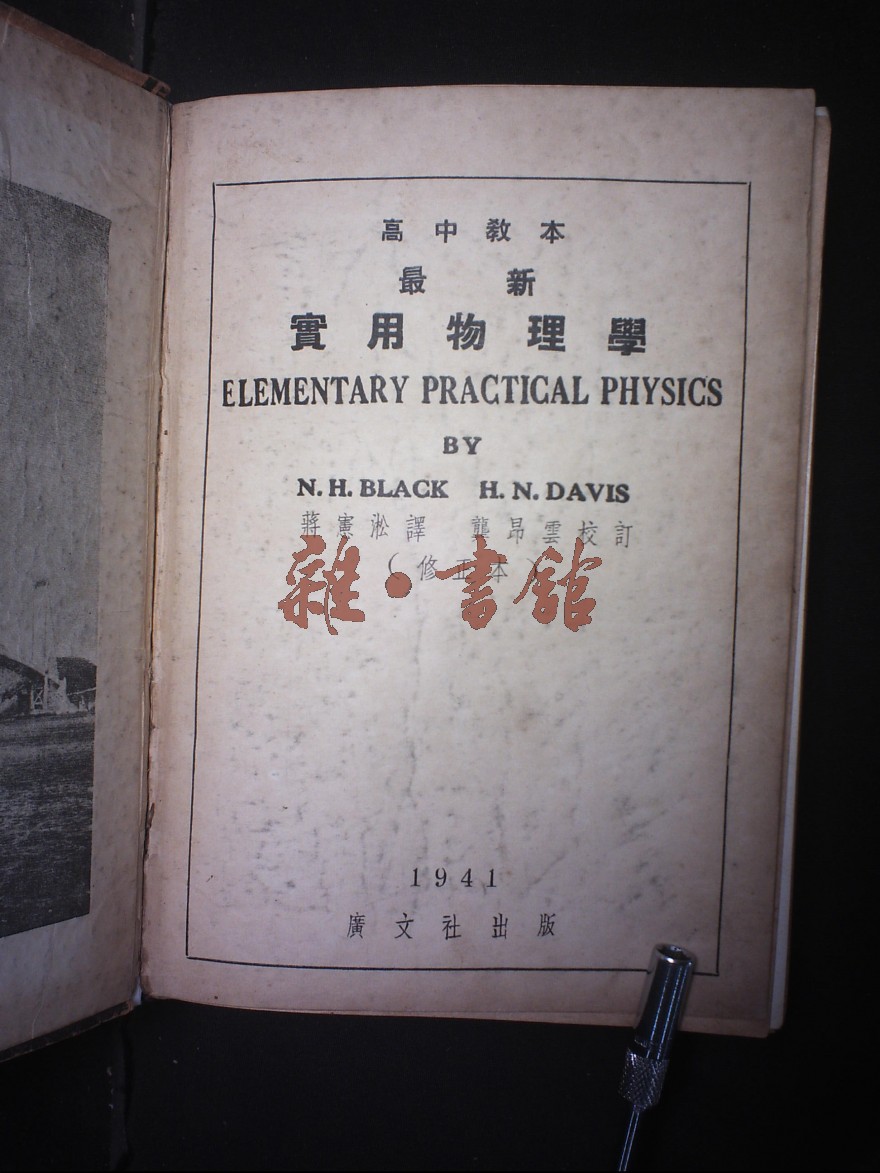 高中教本
最新
實用物理學
ELEMENTARY PRACTICAL PHYSICS
BY
N. H. BLACK H. N. DAVIS
蔣憲淞譯 龔昂雲校訂
(修正本)
雜·書館
1941
廣文社出版